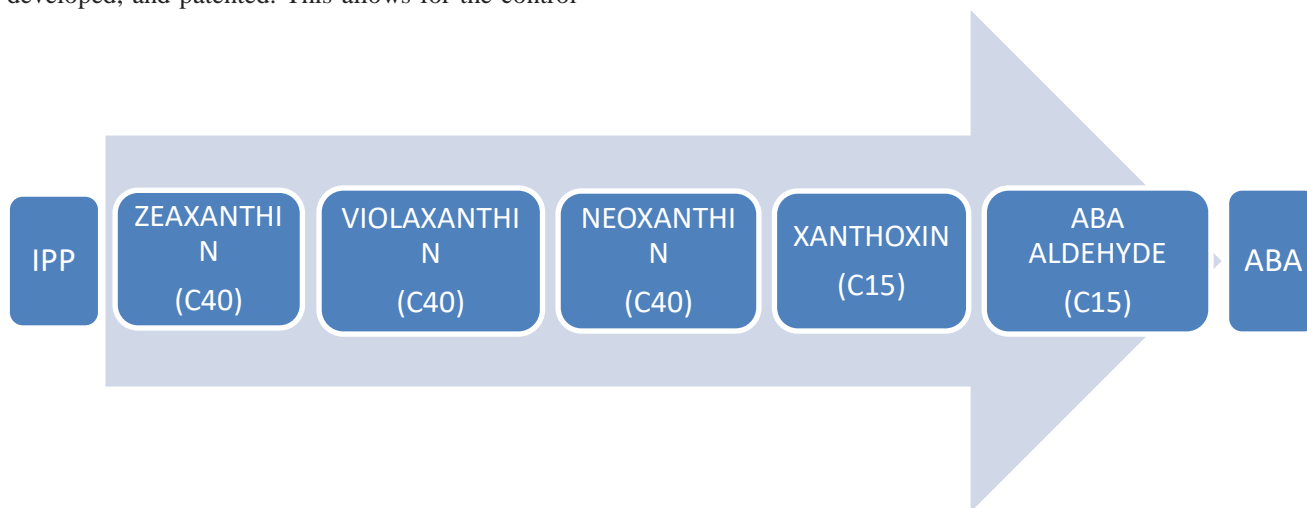 developed, and patented. This allows for the control
IPP
ZEAXANTHI
N
(C40)
VIOLAXANTHI
N
(C40)
NEOXANTHI
N
(C40)
XANTHOXIN
(C15)
ABA
ALDEHYDE
(C15)
ABA